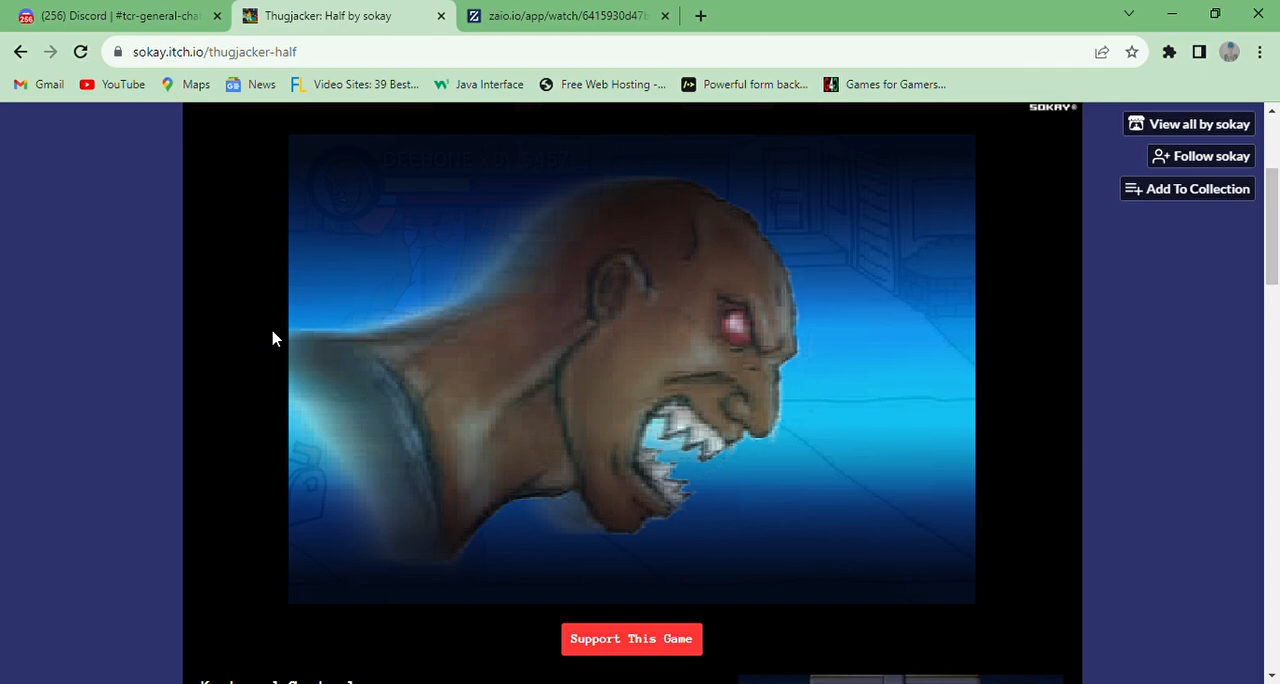 (256) Discord | #tcr-general-cha
Thugjacker: Half by sokay
zaio.io/app/watch/6415930d47b
sokay.itch.io/thugjacker-half
Gmail
YouTube
Maps
News
Video Sites: 39 Best...
Java Interface
Free Web Hosting -...
Powerful form back...
Games for Gamers...
SOKAY
View all by sokay
Follow sokay
Add To Collection
Support This Game